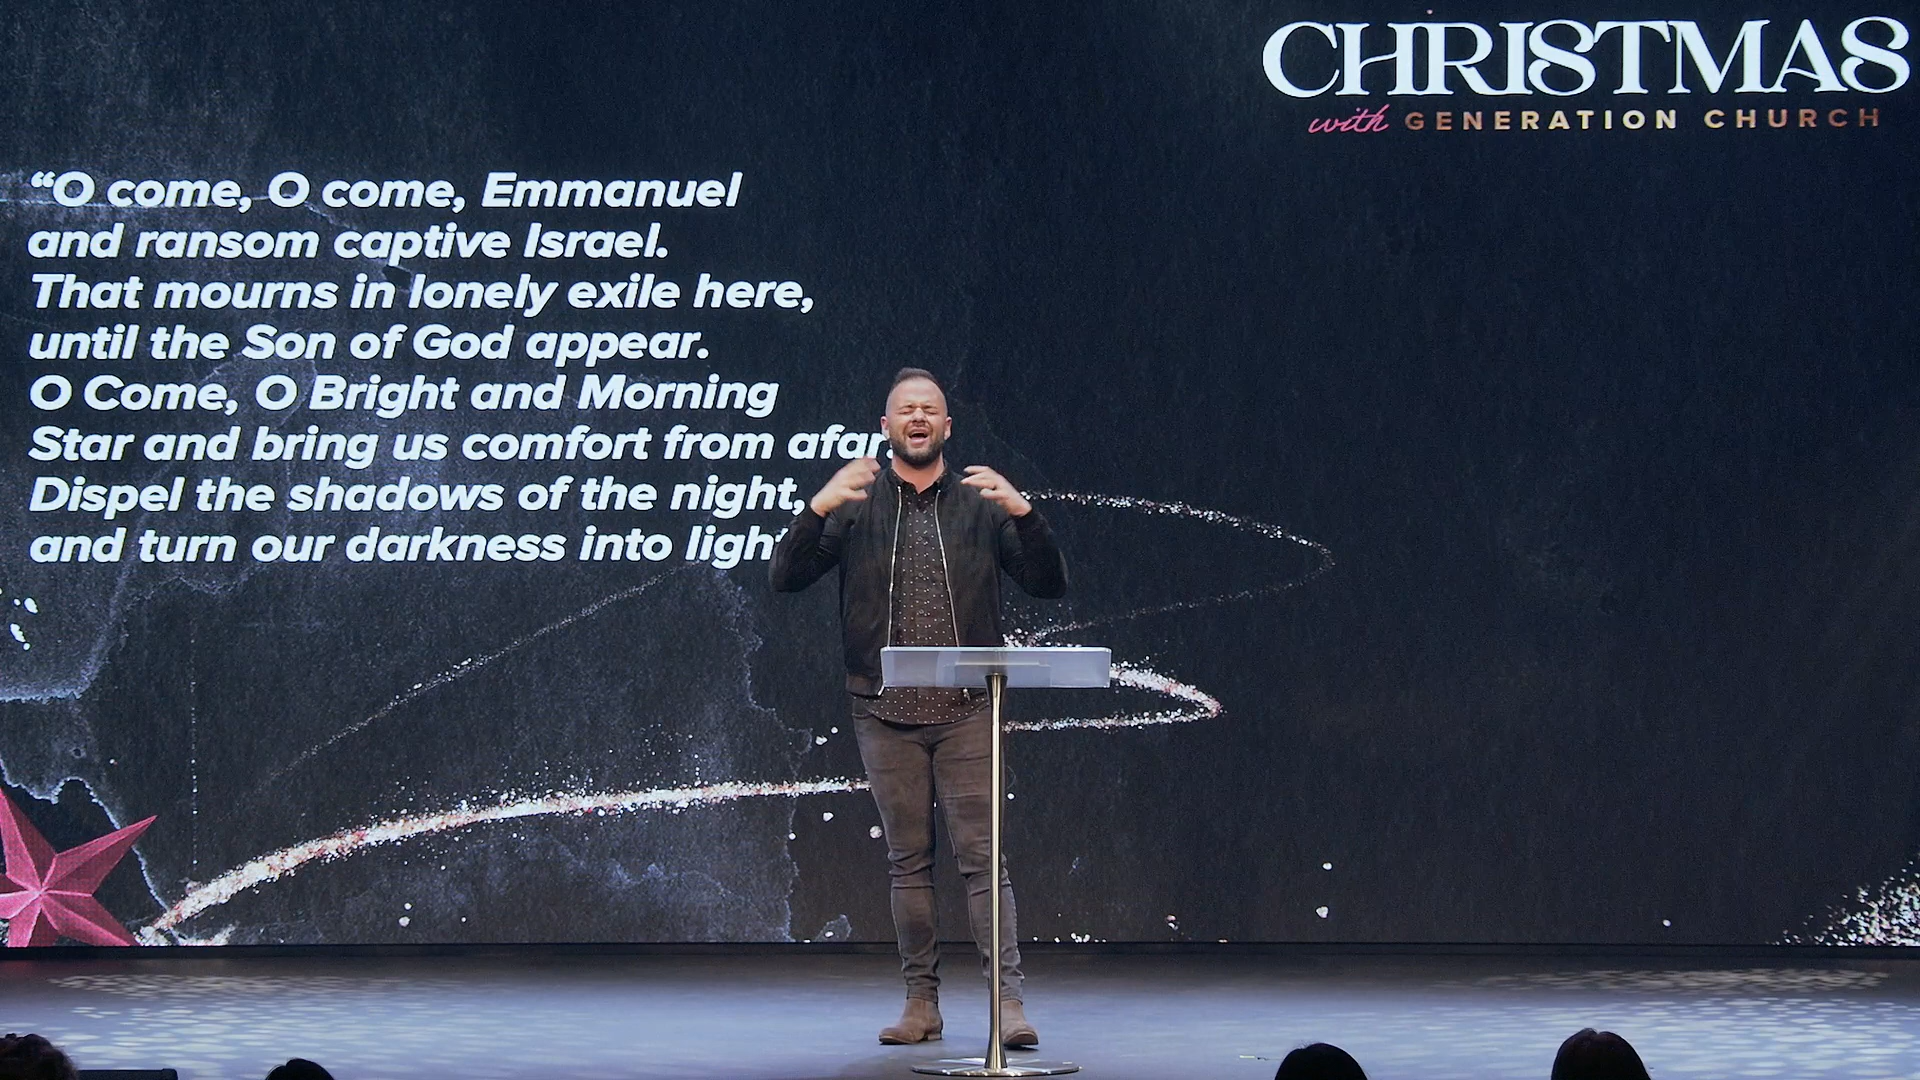 CHRISTMAS
with GENERATION CHURCH
“O come, O come, Emmanuel
and ransom captive Israel.
That mourns in lonely exile here,
until the Son of God appear.
O Come, O Bright and Morning
Star and bring us comfort from afar.
Dispel the shadows of the night,
and turn our darkness into light